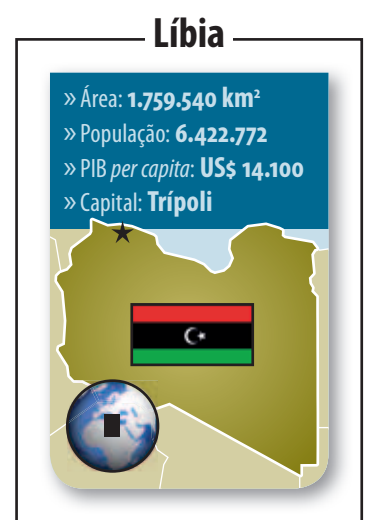 Líbia
» Área: 1.759.540 km²
» População: 6.422.772
» PIB per capita: US$ 14.100
» Capital: Trípoli